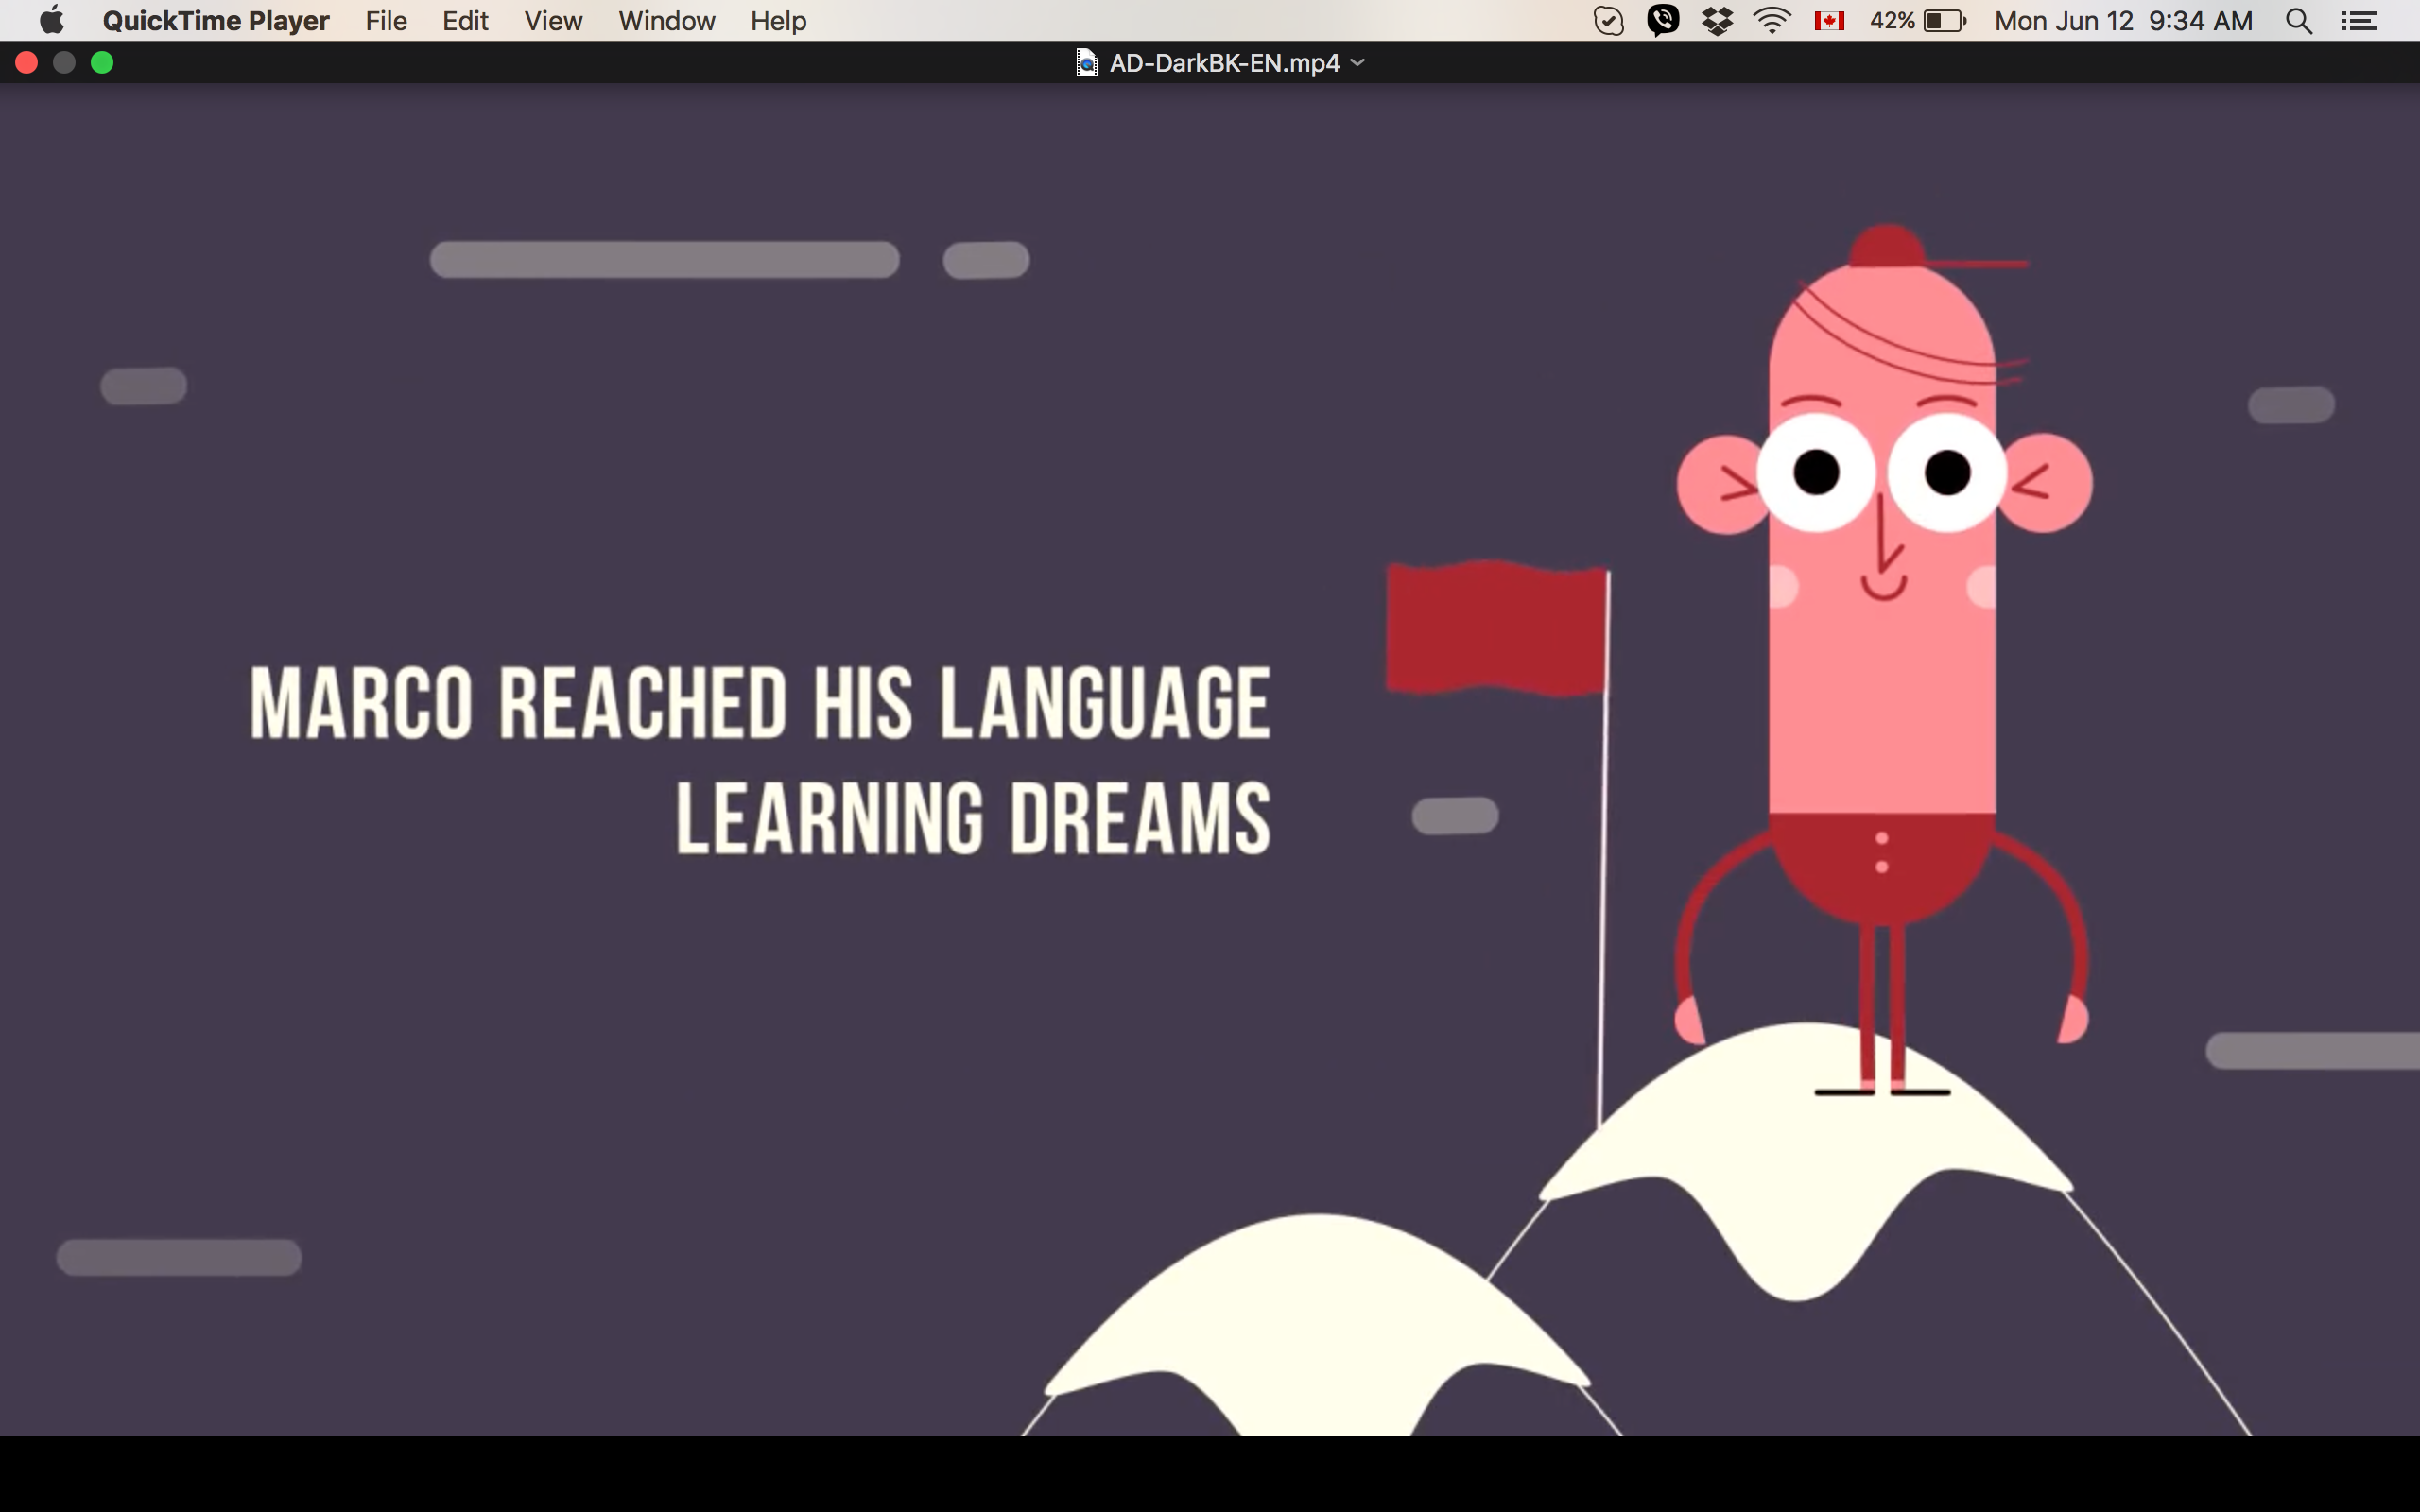 QuickTime Player File Edit View Window Help 42% Mon Jun 12 9:34 AM
AD-DarkBK-EN.mp4
MARCO REACHED HIS LANGUAGE
LEARNING DREAMS